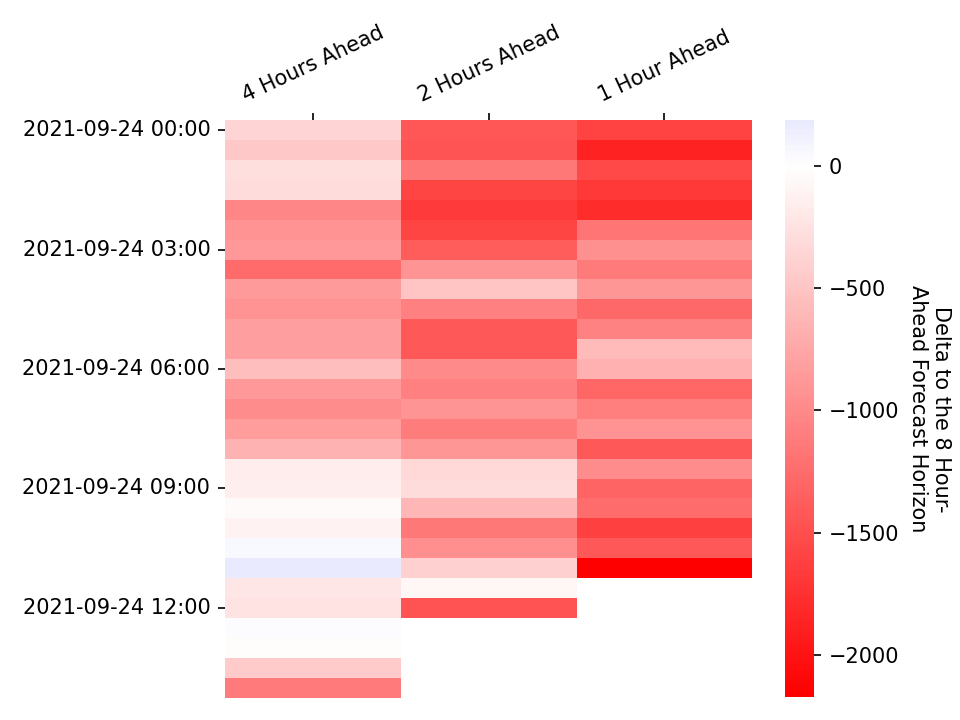 4 Hours Ahead
2 Hours Ahead
1 Hour Ahead
2021-09-24 00:00
2021-09-24 03:00
2021-09-24 06:00
2021-09-24 09:00
2021-09-24 12:00
0
−500
−1000
−1500
−2000
Delta to the 8 Hour-
Ahead Forecast Horizon